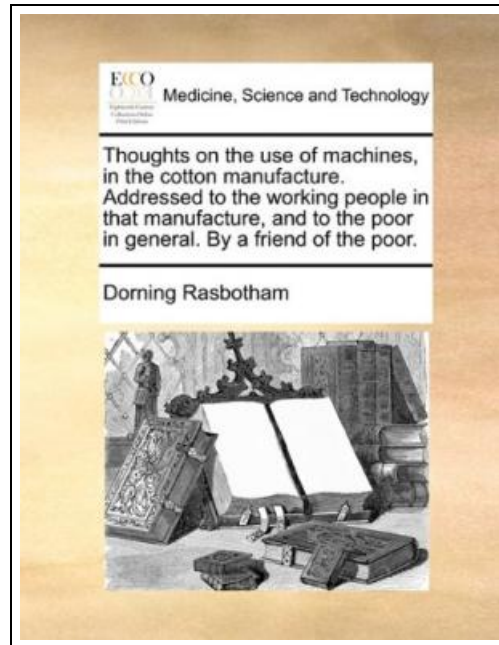 ECCO
Medicine, Science and Technology
Thoughts on the use of machines,
in the cotton manufacture.
Addressed to the working people in
that manufacture, and to the poor
in general. By a friend of the poor.
Dorning Rasbotham